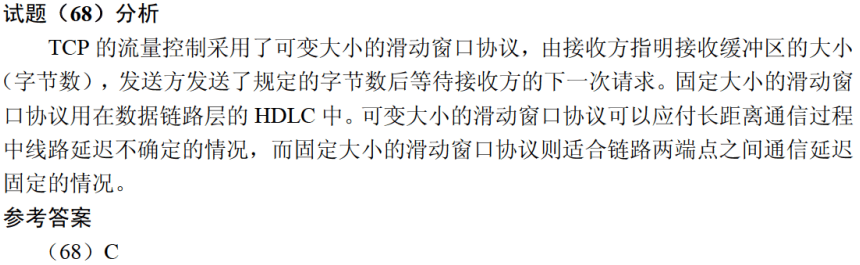 试题（68）分析
TCP 的流量控制采用了可变大小的滑动窗口协议，由接收方指明接收缓冲区的大小
（字节数），发送方发送了规定的字节数后等待接收方的下一次请求。固定大小的滑动窗
口协议用在数据链路层的 HDLC 中。可变大小的滑动窗口协议可以应付长距离通信过程
中线路延迟不确定的情况，而固定大小的滑动窗口协议则适合链路两端点之间通信延迟
固定的情况。
参考答案
（68）C